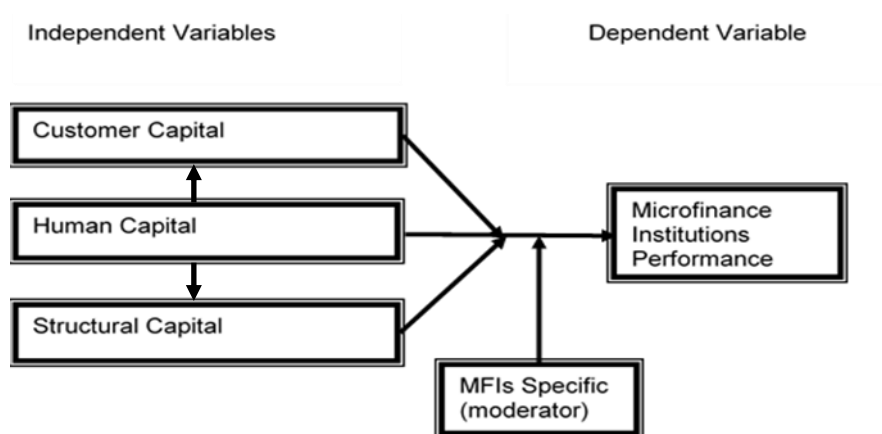 Independent Variables
Dependent Variable
Customer Capital
Human Capital
Microfinance
Institutions
Performance
Structural Capital
MFIs Specific
(moderator)